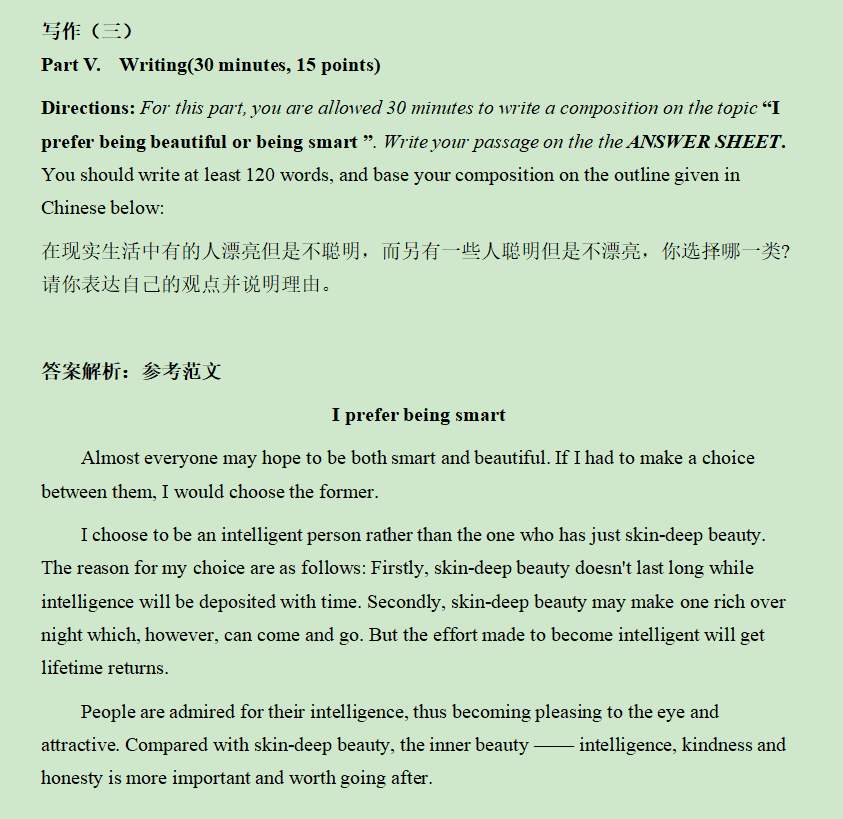 写作（三）
Part V. Writing(30 minutes, 15 points)
Directions: For this part, you are allowed 30 minutes to write a composition on the topic “I
prefer being beautiful or being smart ”. Write your passage on the the ANSWER SHEET.
You should write at least 120 words, and base your composition on the outline given in
Chinese below:
在现实生活中有的人漂亮但是不聪明，而另有一些人聪明但是不漂亮，你选择哪一类?
请你表达自己的观点并说明理由。
答案解析：参考范文
I prefer being smart
Almost everyone may hope to be both smart and beautiful. If I had to make a choice
between them, I would choose the former.
I choose to be an intelligent person rather than the one who has just skin-deep beauty.
The reason for my choice are as follows: Firstly, skin-deep beauty doesn't last long while
intelligence will be deposited with time. Secondly, skin-deep beauty may make one rich over
night which, however, can come and go. But the effort made to become intelligent will get
lifetime returns.
People are admired for their intelligence, thus becoming pleasing to the eye and
attractive. Compared with skin-deep beauty, the inner beauty —— intelligence, kindness and
honesty is more important and worth going after.